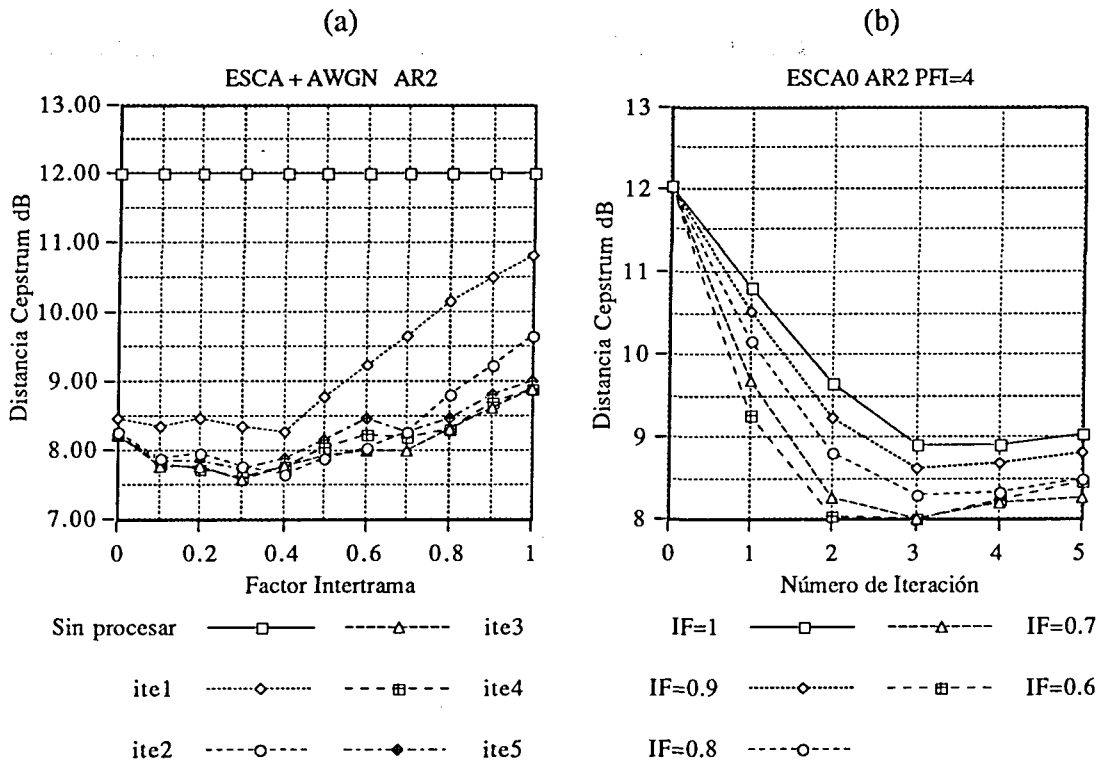 (a)
(b)
ESCA + AWGN AR2
ESCA0 AR2 PFI=4
Distancia Cepstrum dB
13.00
12.00
11.00
10.00
9.00
8.00
7.00
0
0.2
0.4
0.6
0.8
1
Factor Intertrama
Distancia Cepstrum dB
13
12
11
10
9
8
0
1
2
3
4
5
Número de Iteración
Sin procesar
ite3
ite1
ite4
ite2
ite5
IF=1
IF=0.7
IF=0.9
IF=0.6
IF=0.8